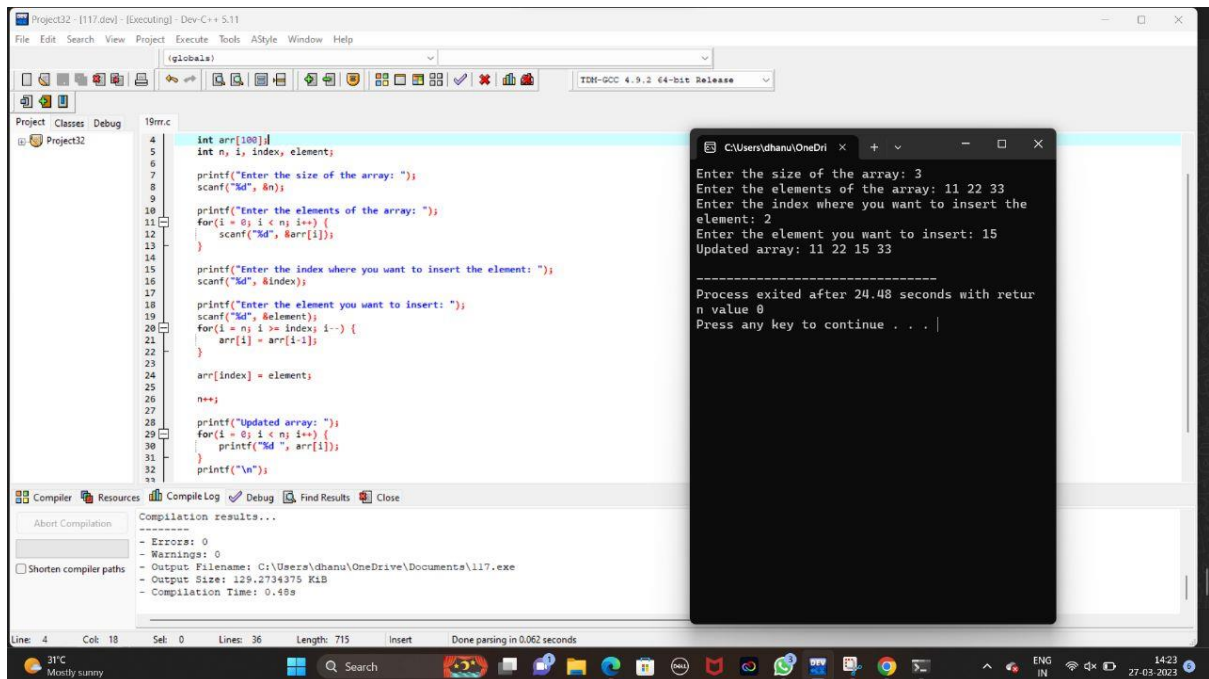 Project32 - [117.dev] - [Executing] - Dev-C++ 5.11
File Edit Search View Project Execute Tools AStyle Window Help
(globals)
TDM-GCC 4.9.2 64-bit Release
Project Classes Debug
19rrr.c
Project32
4 int arr[100];
5 int n, i, index, element;
6
7 printf("Enter the size of the array: ");
8 scanf("%d", &n);
9
10 printf("Enter the elements of the array: ");
11 for(i = 0; i < n; i++) {
12 scanf("%d", &arr[i]);
13 }
14
15 printf("Enter the index where you want to insert the element: ");
16 scanf("%d", &index);
17
18 printf("Enter the element you want to insert: ");
19 scanf("%d", &element);
20 for(i = n; i >= index; i--) {
21 arr[i] = arr[i-1];
22 }
23
24 arr[index] = element;
25
26 n++;
27
28 printf("Updated array: ");
29 for(i = 0; i < n; i++) {
30 printf("%d ", arr[i]);
31 }
32 printf("\n");
33
C:\Users\dhanu\OneDri
Enter the size of the array: 3
Enter the elements of the array: 11 22 33
Enter the index where you want to insert the
element: 2
Enter the element you want to insert: 15
Updated array: 11 22 15 33
--------------------------------
Process exited after 24.48 seconds with retur
n value 0
Press any key to continue . . .
Compiler Resources Compile Log Debug Find Results Close
Abort Compilation
Shorten compiler paths
Compilation results...
--------
- Errors: 0
- Warnings: 0
- Output Filename: C:\Users\dhanu\OneDrive\Documents\117.exe
- Output Size: 129.2734375 KiB
- Compilation Time: 0.48s
Line: 4 Col: 18 Sel: 0 Lines: 36 Length: 715 Insert Done parsing in 0.062 seconds
31°C
Mostly sunny
Search
DELL
DEV
ENG
IN
14:23
27-03-2023